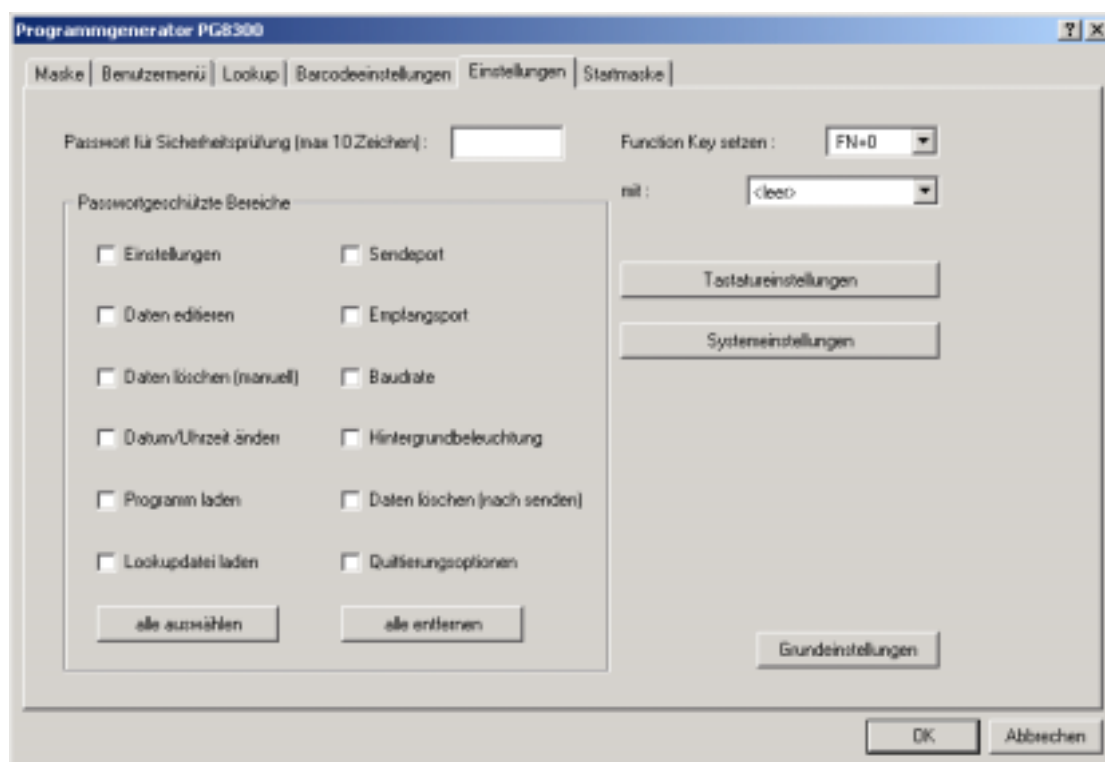 Programmgenerator PG8300
Maske Benutzermenü Lookup Barcodeeinstellungen Einstellungen Startmaske
Passwort für Sicherheitsprüfung (max 10 Zeichen) :
Function Key setzen : FN+0
mit : <leer>
Passwortgeschützte Bereiche
Einstellungen Sendeport
Daten editieren Empfangsport
Daten löschen (manuell) Baudrate
Datum/Uhrzeit ändern Hintergrundbeleuchtung
Programm laden Daten löschen (nach senden)
Lookupdatei laden Quittierungsoptionen
alle auswählen alle entfernen
Tastatureinstellungen
Systemeinstellungen
Grundeinstellungen
OK Abbrechen